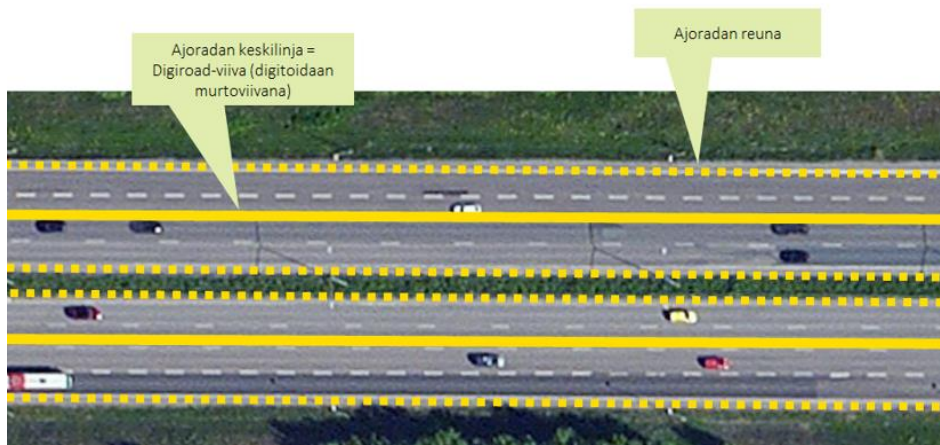 Ajoradan keskilinja =
Digiroad-viiva (digitoidaan
murtoviivana)
Ajoradan reuna